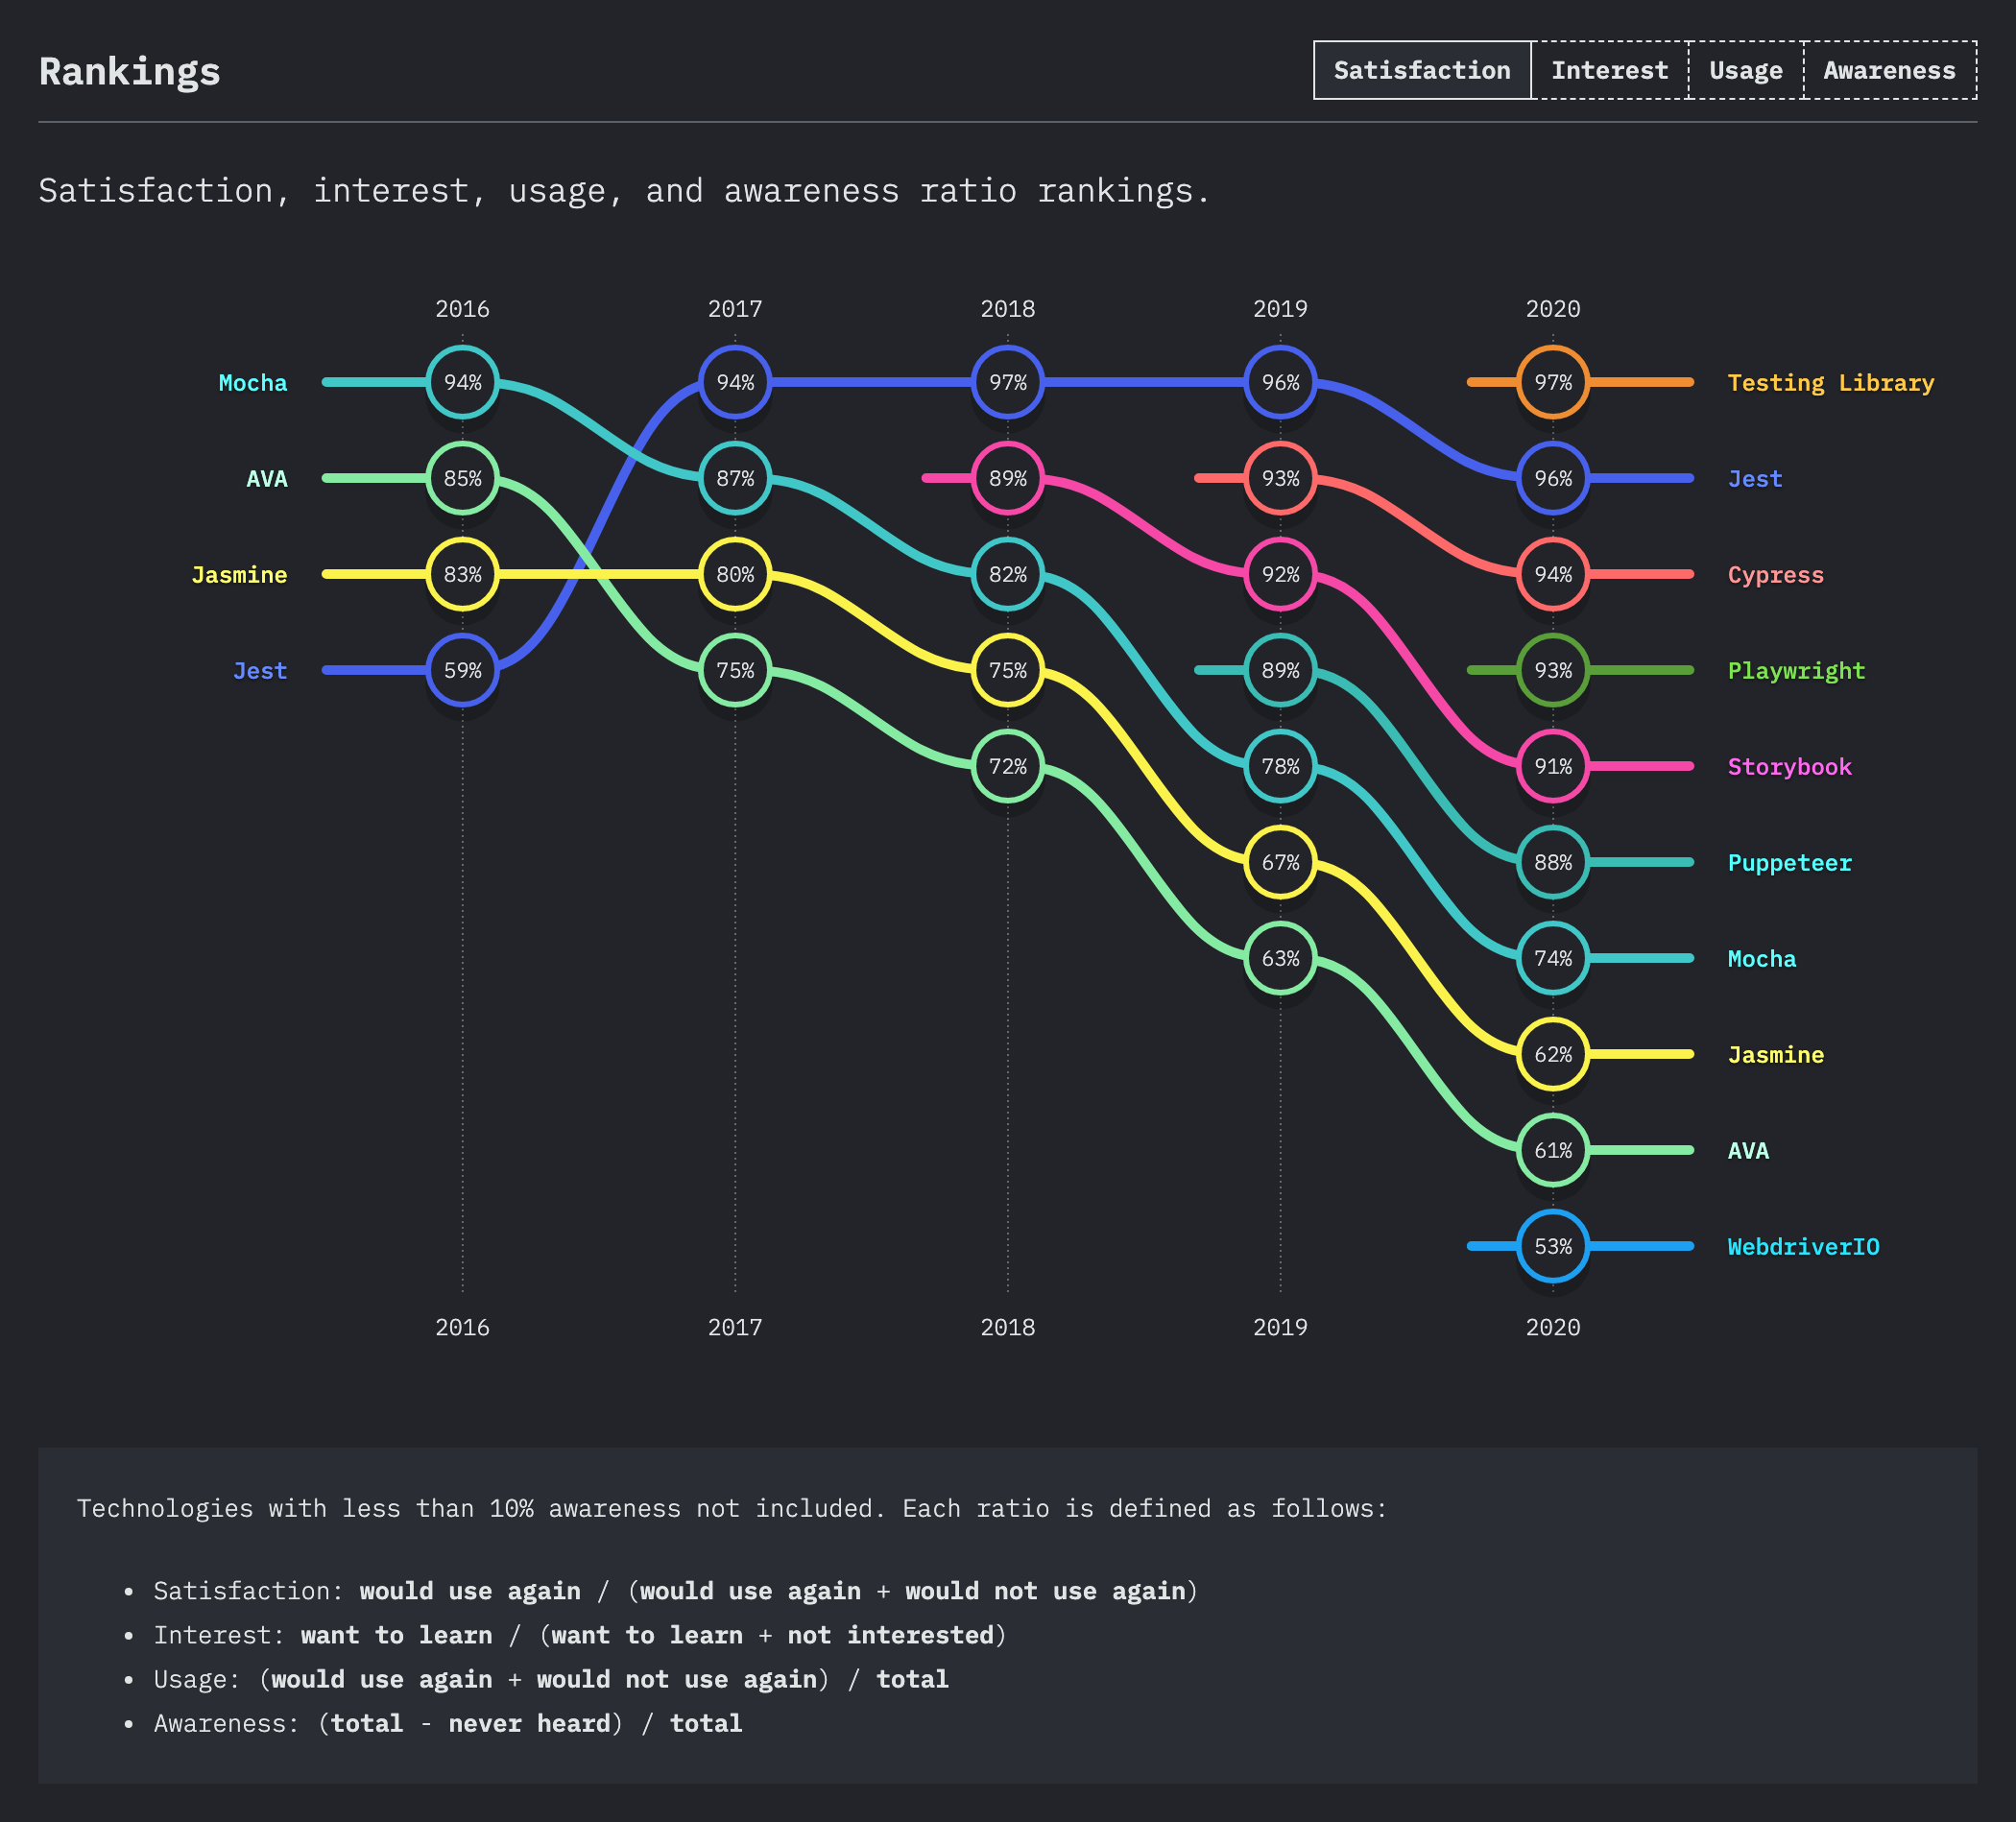 Rankings
Satisfaction Interest Usage Awareness
Satisfaction, interest, usage, and awareness ratio rankings.
2016 2017 2018 2019 2020
Mocha 94% 94% 97% 96% 97% Testing Library
AVA 85% 87% 89% 93% 96% Jest
Jasmine 83% 80% 82% 92% 94% Cypress
Jest 59% 75% 75% 89% 93% Playwright
72% 78% 91% Storybook
67% 88% Puppeteer
63% 74% Mocha
62% Jasmine
61% AVA
53% WebdriverIO
2016 2017 2018 2019 2020
Technologies with less than 10% awareness not included. Each ratio is defined as follows:
• Satisfaction: would use again / (would use again + would not use again)
• Interest: want to learn / (want to learn + not interested)
• Usage: (would use again + would not use again) / total
• Awareness: (total - never heard) / total